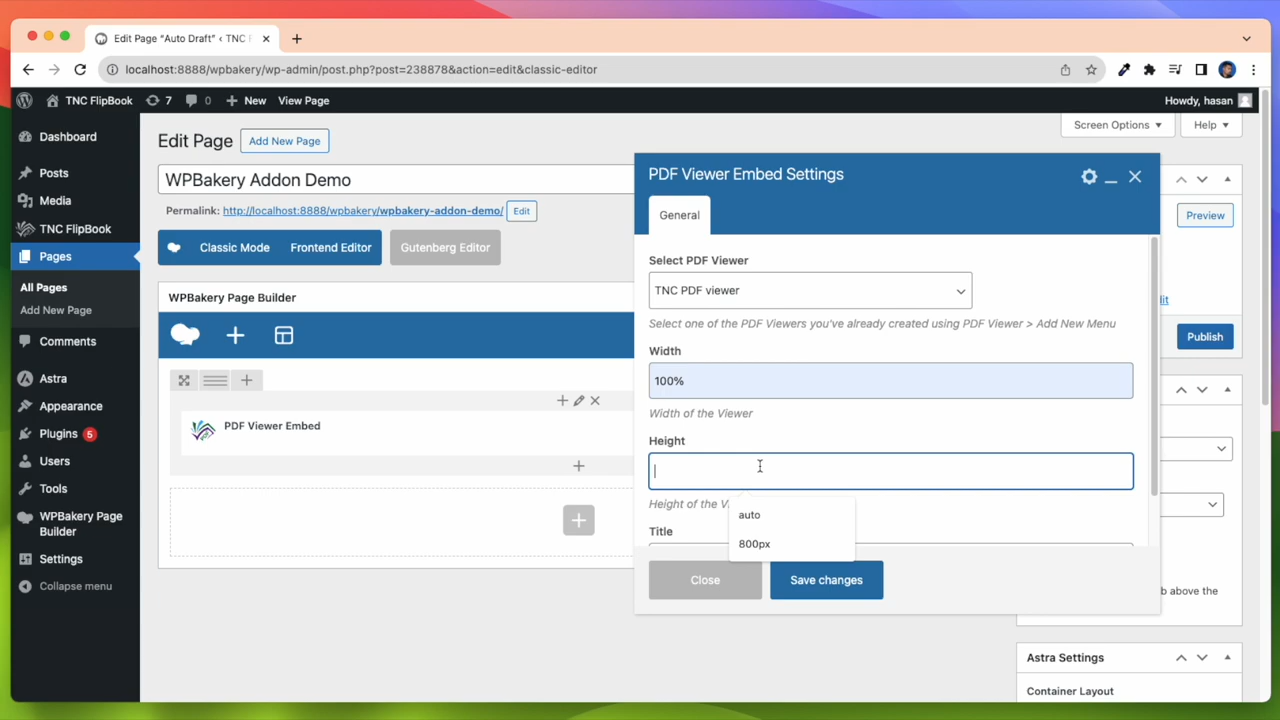 Edit Page “Auto Draft” ‹ TNC
localhost:8888/wpbakery/wp-admin/post.php?post=238878&action=edit&classic-editor
TNC FlipBook
7
0
New
View Page
Howdy, hasan
Dashboard
Posts
Media
TNC FlipBook
Pages
All Pages
Add New Page
Comments
Astra
Appearance
Plugins 5
Users
Tools
WPBakery Page
Builder
Settings
Collapse menu
Screen Options
Help
Edit Page
Add New Page
WPBakery Addon Demo
Permalink: http://localhost:8888/wpbakery/wpbakery-addon-demo/ Edit
Classic Mode
Frontend Editor
Gutenberg Editor
WPBakery Page Builder
PDF Viewer Embed
PDF Viewer Embed Settings
General
Select PDF Viewer
TNC PDF viewer
Select one of the PDF Viewers you've already created using PDF Viewer > Add New Menu
Width
100%
Width of the Viewer
Height
Height of the V
auto
800px
Title
Close
Save changes
Preview
Publish
b above the
Astra Settings
Container Layout